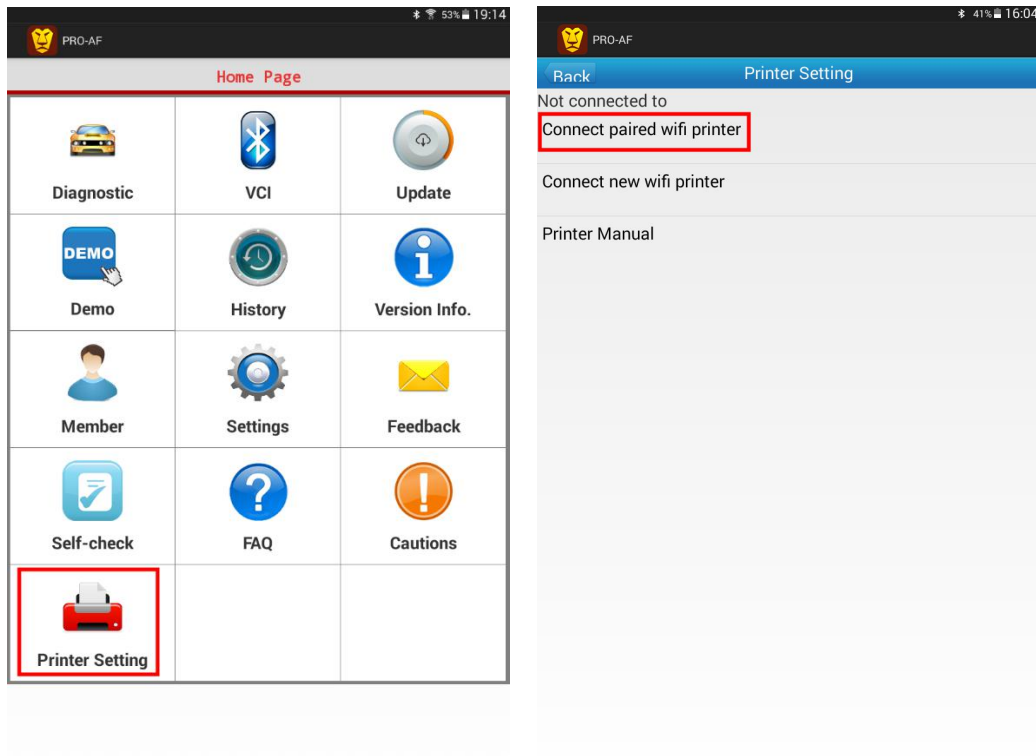 53% 19:14
PRO-AF
Home Page
Diagnostic VCI Update
DEMO
Demo History Version Info.
Member Settings Feedback
Self-check FAQ Cautions
Printer Setting
41% 16:04
PRO-AF
Back Printer Setting
Not connected to
Connect paired wifi printer
Connect new wifi printer
Printer Manual